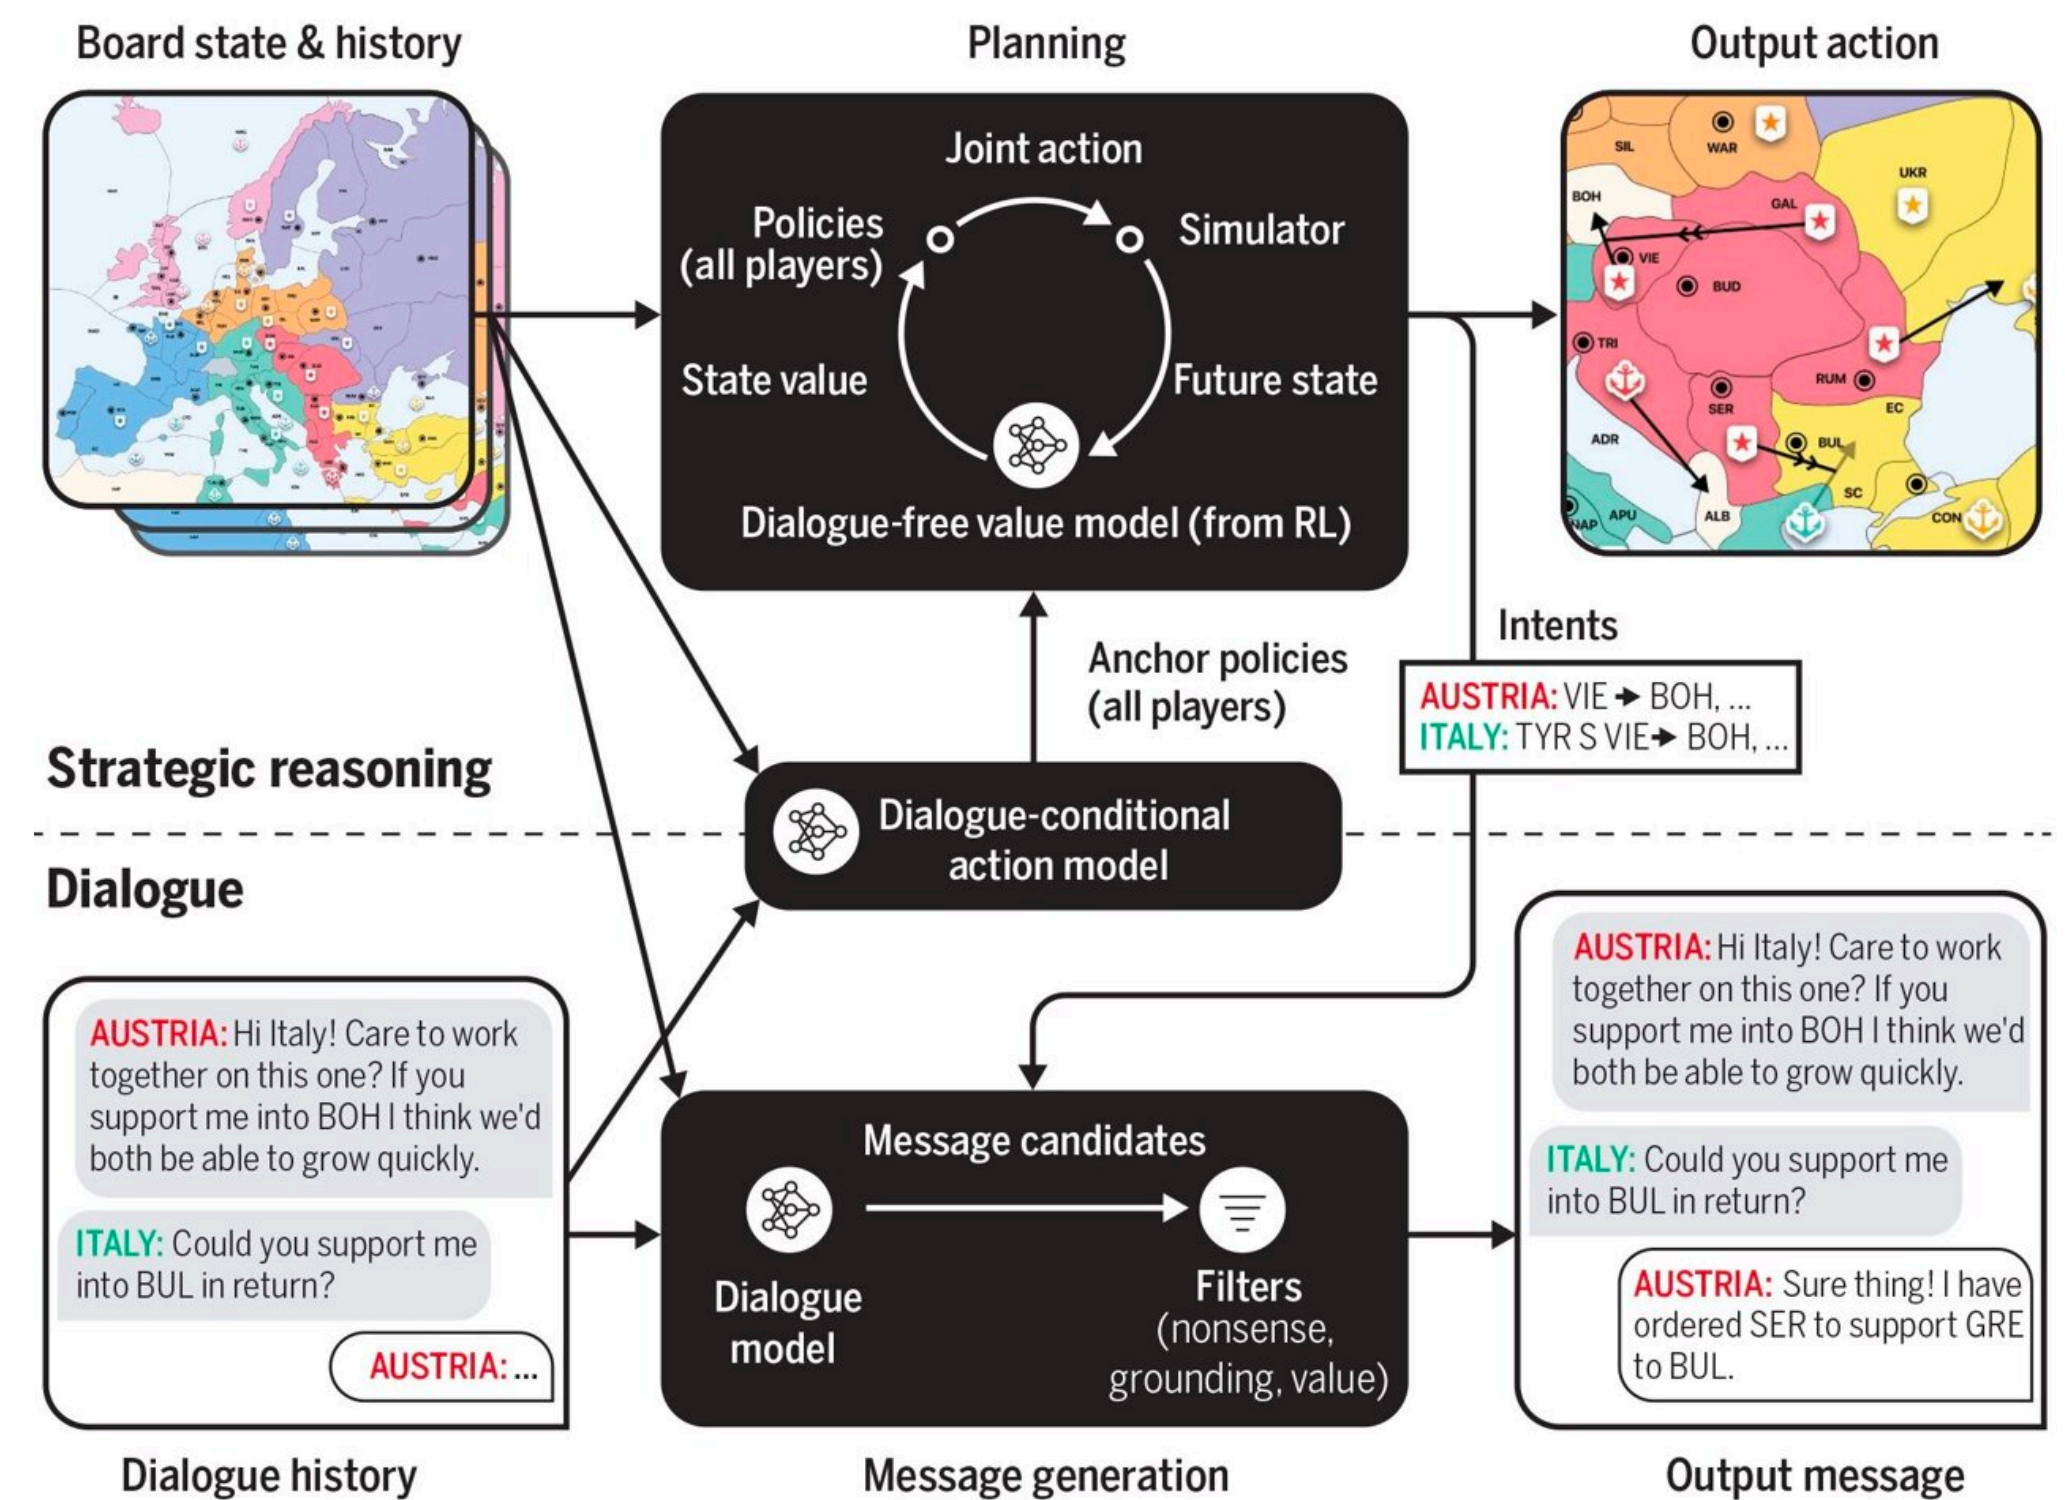 Board state & history
Planning
Output action
Joint action
Policies
(all players)
Simulator
State value
Future state
Dialogue-free value model (from RL)
SIL
WAR
UKR
BOH
GAL
VIE
BUD
TRI
RUM
SER
EC
ADR
BUL
SC
NAP
APU
ALB
CON
Anchor policies
(all players)
Intents
AUSTRIA: VIE → BOH, ...
ITALY: TYR S VIE→ BOH, ...
Strategic reasoning
Dialogue-conditional
action model
Dialogue
AUSTRIA: Hi Italy! Care to work
together on this one? If you
support me into BOH I think we'd
both be able to grow quickly.
ITALY: Could you support me
into BUL in return?
AUSTRIA: ...
Message candidates
Dialogue
model
Filters
(nonsense,
grounding, value)
AUSTRIA: Hi Italy! Care to work
together on this one? If you
support me into BOH I think we'd
both be able to grow quickly.
ITALY: Could you support me
into BUL in return?
AUSTRIA: Sure thing! I have
ordered SER to support GRE
to BUL.
Dialogue history
Message generation
Output message